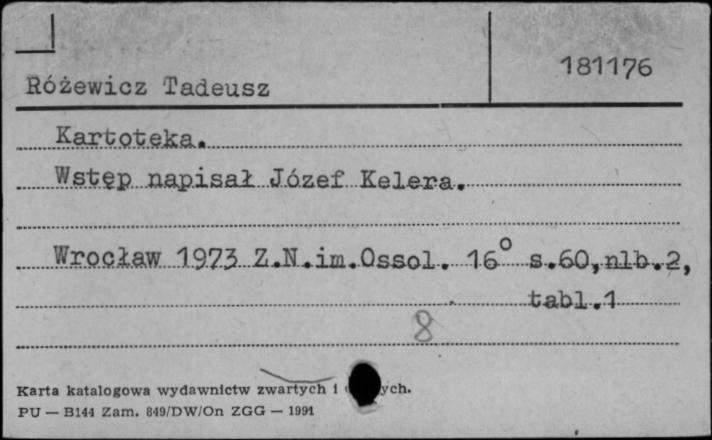 181176
Różewicz Tadeusz
Kartoteka.
Wstęp napisał Józef Kelera.
Wrocław 1973 Z.N.im.Ossol. 16° s.60,nlb.2,
tabl.1
8
Karta katalogowa wydawnictw zwartych i
PU — B144 Zam. 849/DW/On ZGG — 1991